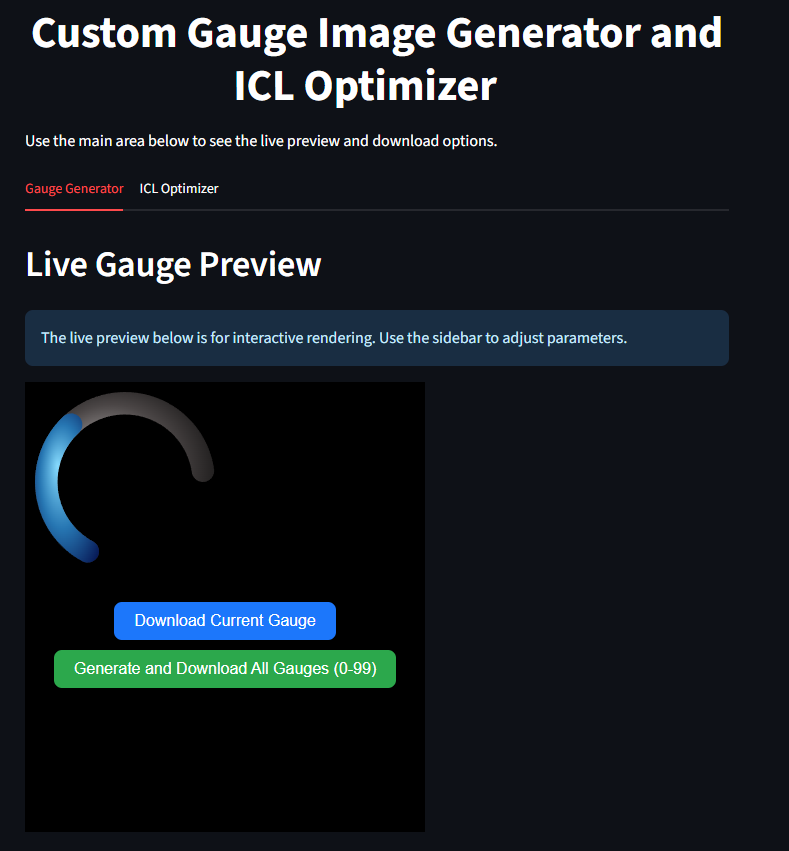 Custom Gauge Image Generator and
ICL Optimizer
Use the main area below to see the live preview and download options.
Gauge Generator
ICL Optimizer
Live Gauge Preview
The live preview below is for interactive rendering. Use the sidebar to adjust parameters.
Download Current Gauge
Generate and Download All Gauges (0-99)